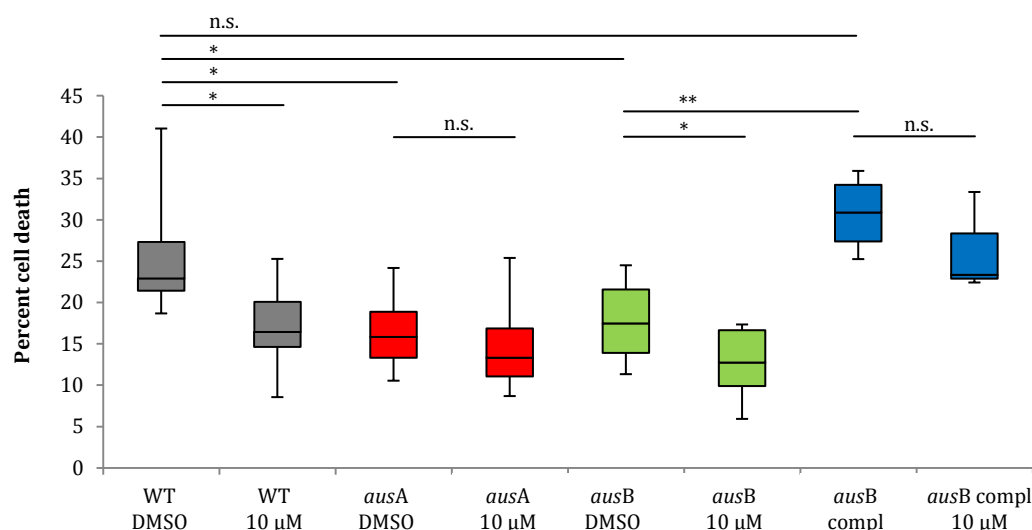 n.s.
*
*
*
**
n.s.
*
n.s.
Percent cell death
45
40
35
30
25
20
15
10
5
0
WT
DMSO
WT
10 µM
ausA
DMSO
ausA
10 µM
ausB
DMSO
ausB
10 µM
ausB
compl
ausB compl
10 µM